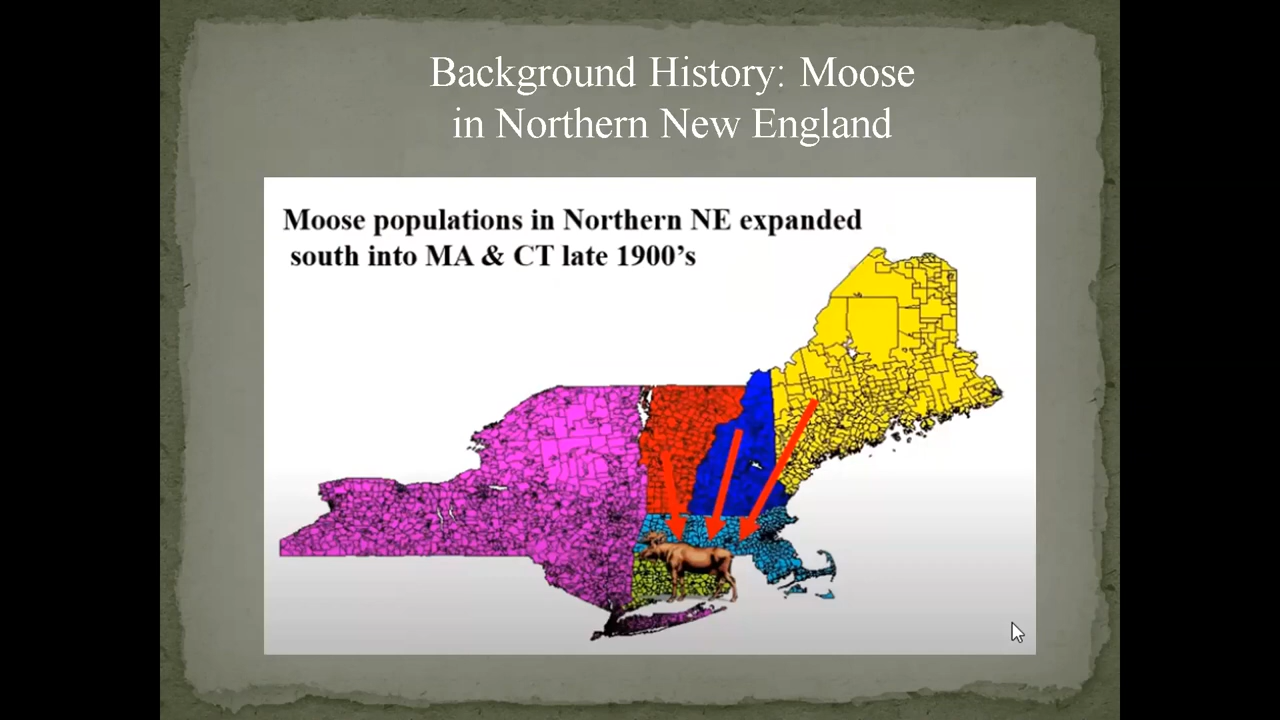 Background History: Moose
in Northern New England
Moose populations in Northern NE expanded
south into MA & CT late 1900’s